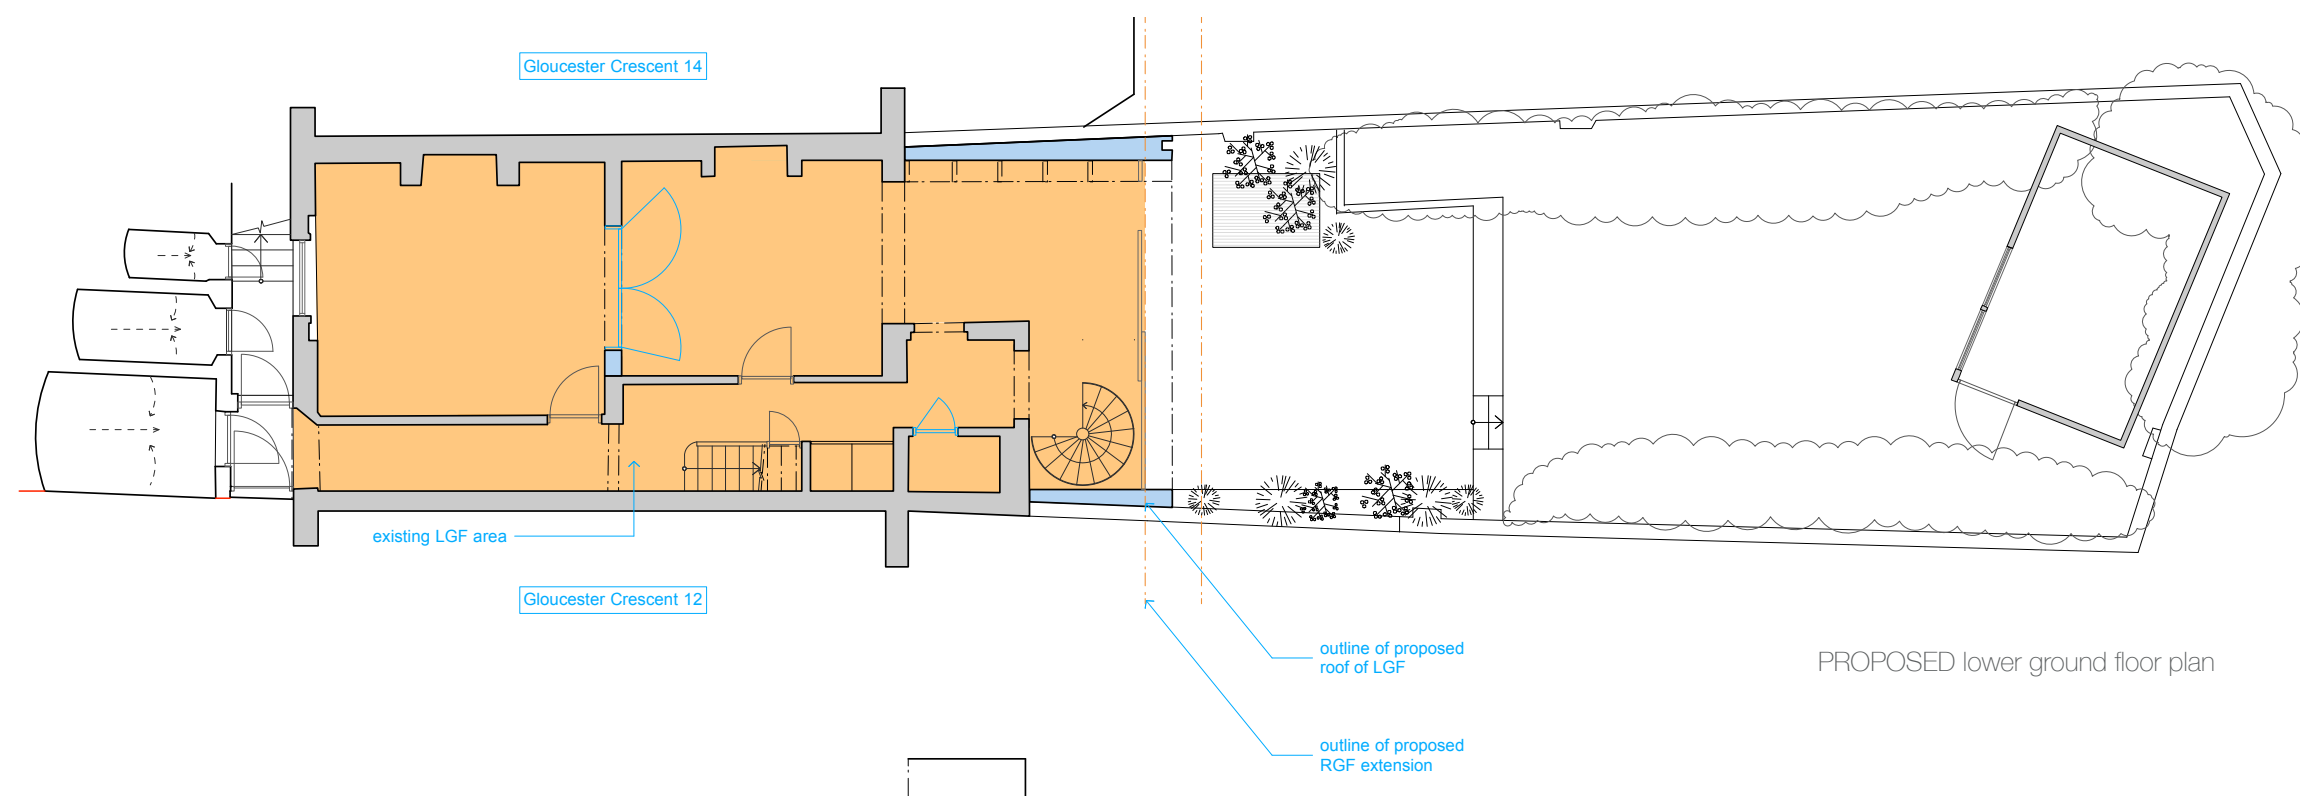 Gloucester Crescent 14
existing LGF area
Gloucester Crescent 12
outline of proposed
roof of LGF
PROPOSED lower ground floor plan
outline of proposed
RGF extension